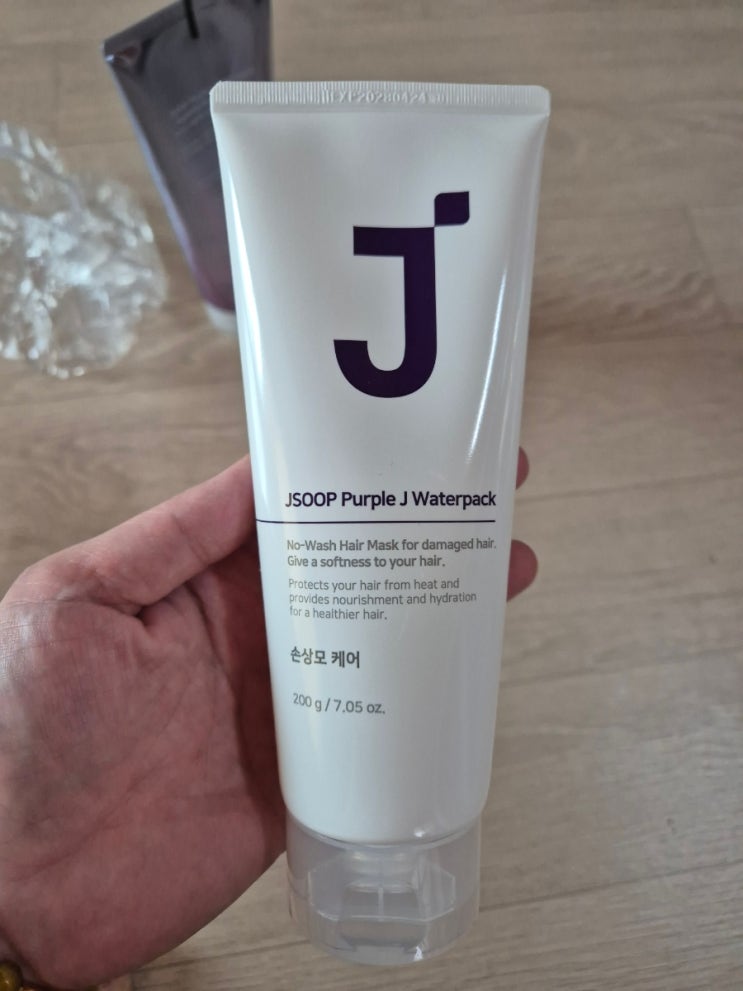 EXP20280424
J
JSOOP Purple J Waterpack
No-Wash Hair Mask for damaged hair.
Give a softness to your hair.
Protects your hair from heat and
provides nourishment and hydration
for a healthier hair.
손상모 케어
200 g / 7.05 oz.